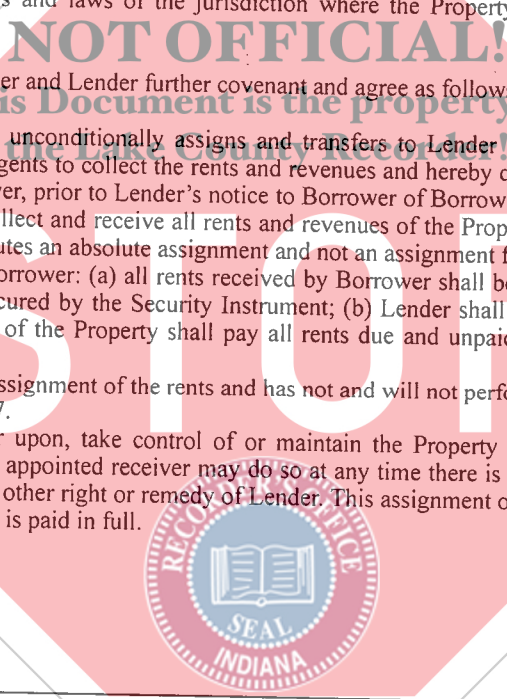 s and laws of the jurisdiction where the Property
NOT OFFICIAL!
er and Lender further covenant and agree as follows
is Document is the property
unconditionally assigns and transfers to Lender
the Lake County Recorder!
gents to collect the rents and revenues and hereby
ver, prior to Lender's notice to Borrower of Borrow
llect and receive all rents and revenues of the Prop
utes an absolute assignment and not an assignment f
orrower: (a) all rents received by Borrower shall be
cured by the Security Instrument; (b) Lender shall
of the Property shall pay all rents due and unpaid
STOP
ssignment of the rents and has not and will not perfo
7.
r upon, take control of or maintain the Property
appointed receiver may do so at any time there is
other right or remedy of Lender. This assignment o
is paid in full.
RECORDER'S OFFICE
SEAL
INDIANA